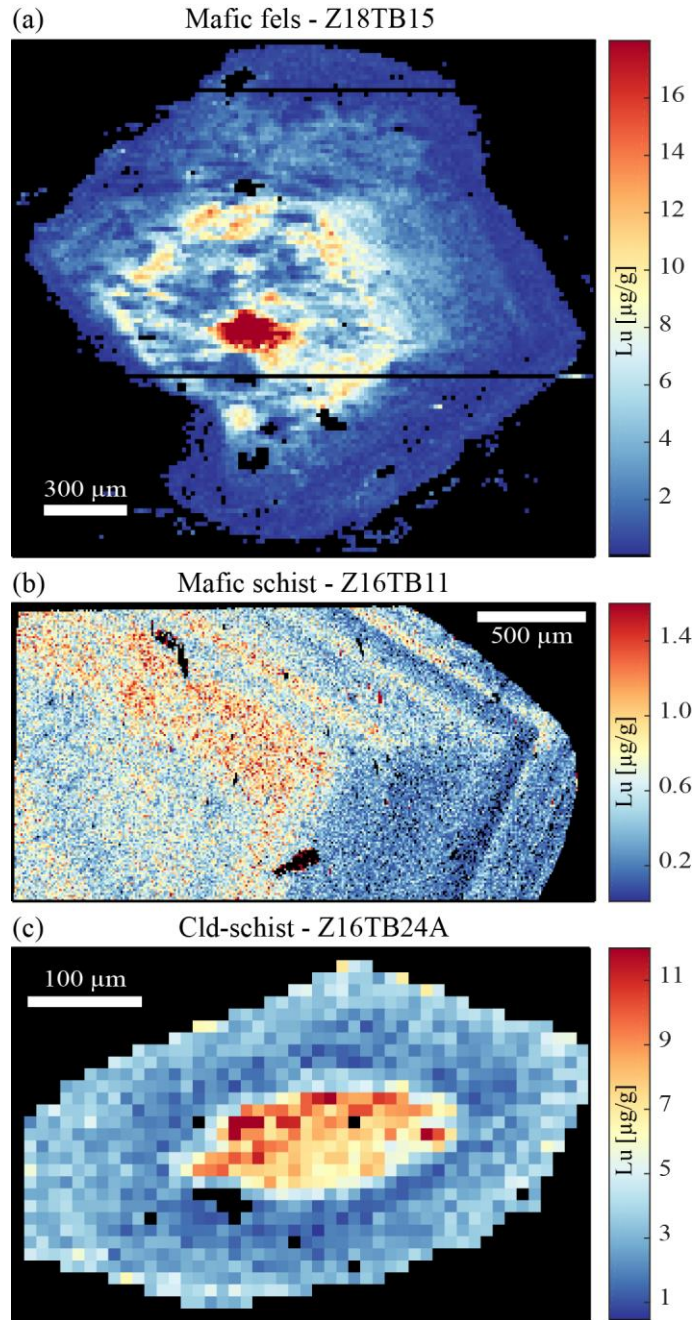 (a) Mafic fels - Z18TB15
16
14
12
10
8
6
4
2
Lu [µg/g]
300 µm
(b) Mafic schist - Z16TB11
500 µm
1.4
1.0
0.6
0.2
Lu [µg/g]
(c) Cld-schist - Z16TB24A
100 µm
11
9
7
5
3
1
Lu [µg/g]